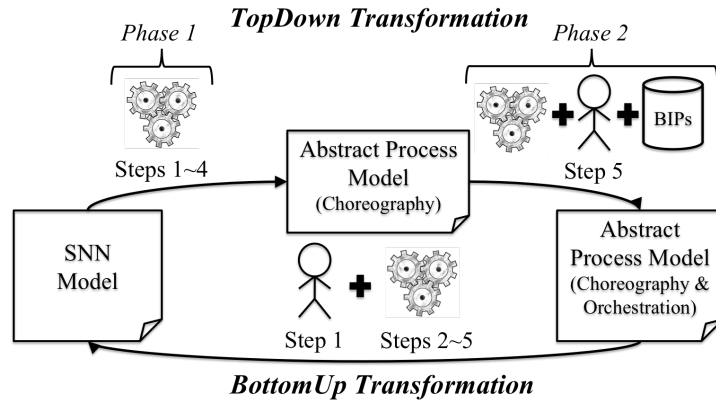 TopDown Transformation
Phase 1
Phase 2
BIPs
Steps 1~4
Step 5
Abstract Process
Model
(Choreography)
SNN
Model
Abstract
Process Model
(Choreography &
Orchestration)
Step 1
Steps 2~5
BottomUp Transformation